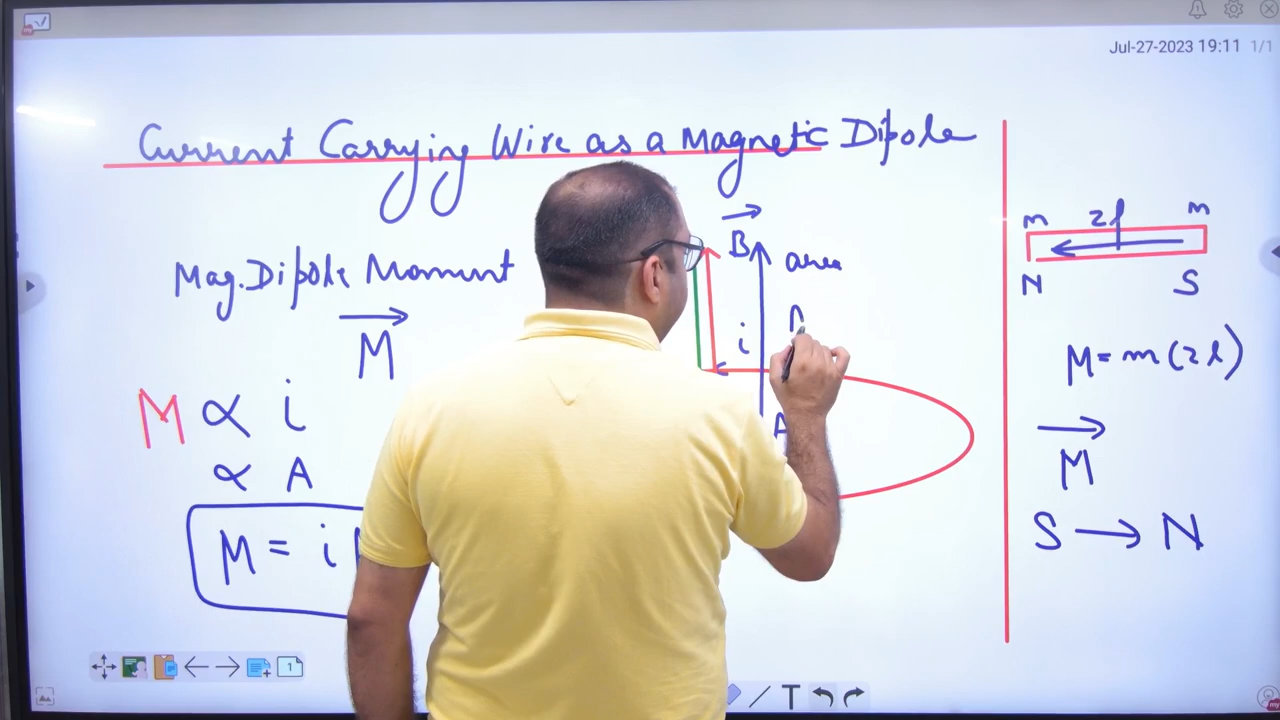 Jul-27-2023 19:11 1/1
Current Carrying Wire as a Magnetic Dipole
Mag. Dipole Moment
M
M ∝ i
∝ A
M = i
B
area
i
A
m 2l m
N S
M = m (2l)
M
S → N
1
T